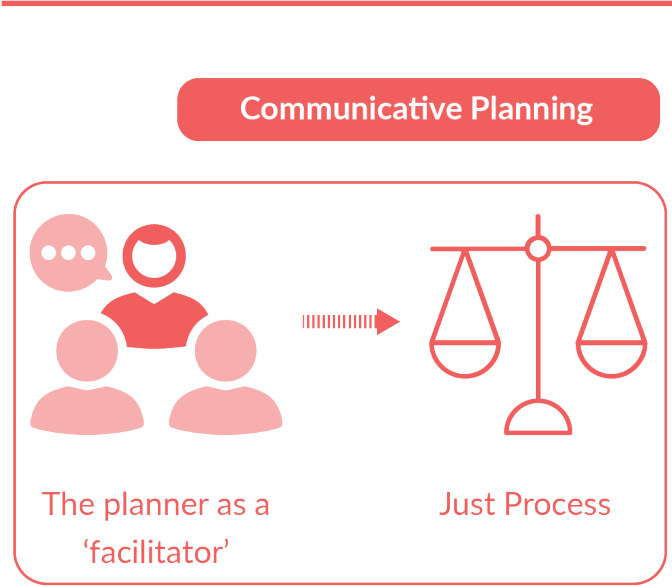 Communicative Planning
The planner as a
‘facilitator’
Just Process